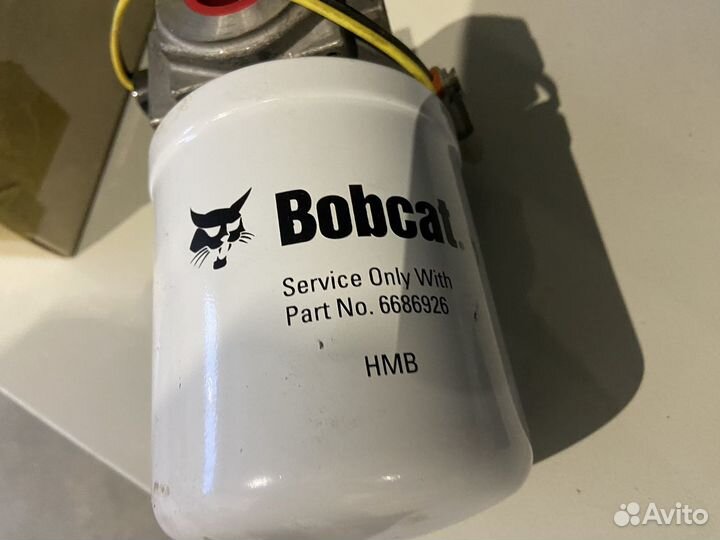 Bobcat.
Service Only With
Part No. 6686926
HMB
Avito